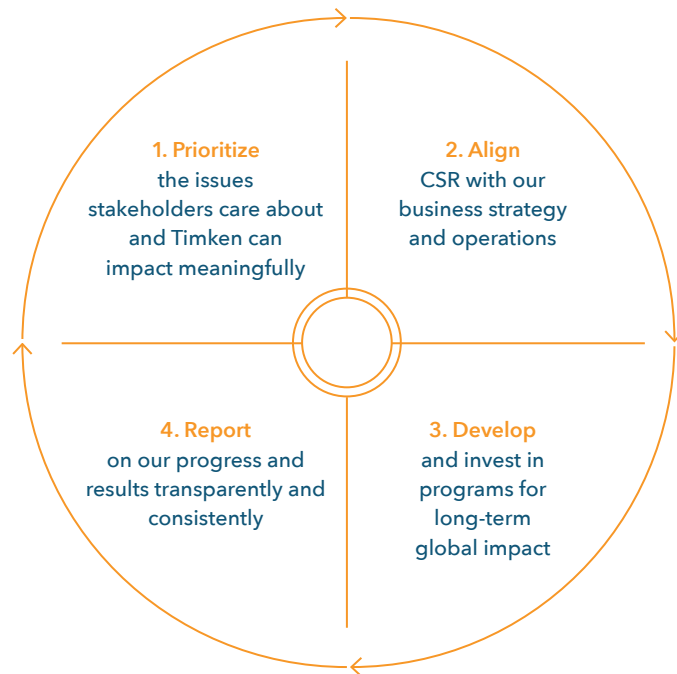 1. Prioritize
the issues
stakeholders care about
and Timken can
impact meaningfully
2. Align
CSR with our
business strategy
and operations
3. Develop
and invest in
programs for
long-term
global impact
4. Report
on our progress and
results transparently and
consistently